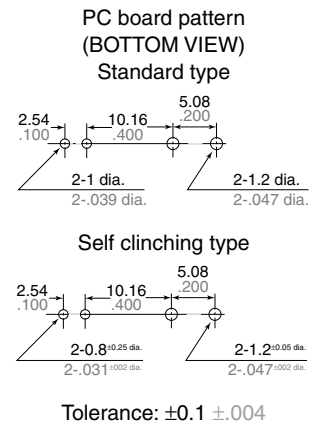 PC board pattern
(BOTTOM VIEW)
Standard type
2.54 10.16 5.08
.100 .400 .200
2-1 dia. 2-1.2 dia.
2-.039 dia. 2-.047 dia.
Self clinching type
2.54 10.16 5.08
.100 .400 .200
2-0.8±0.25 dia. 2-1.2±0.05 dia.
2-.031±002 dia. 2-.047±002 dia.
Tolerance: ±0.1 ±.004